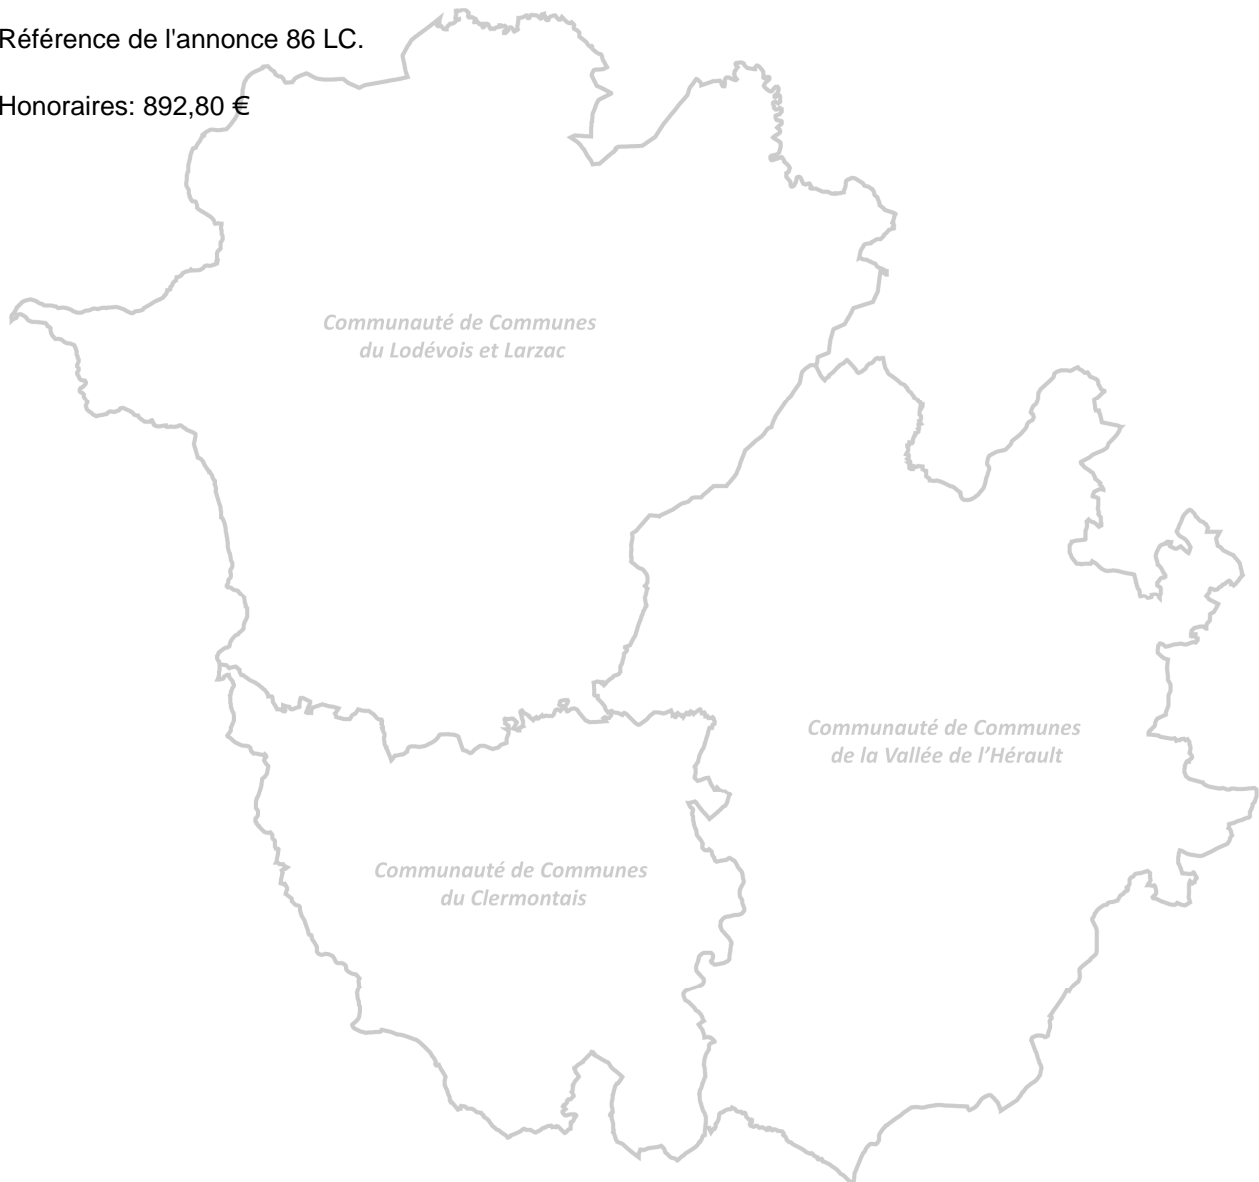 Référence de l'annonce 86 LC.
Honoraires: 892,80 €
Communauté de Communes
du Lodévois et Larzac
Communauté de Communes
de la Vallée de l'Hérault
Communauté de Communes
du Clermontais